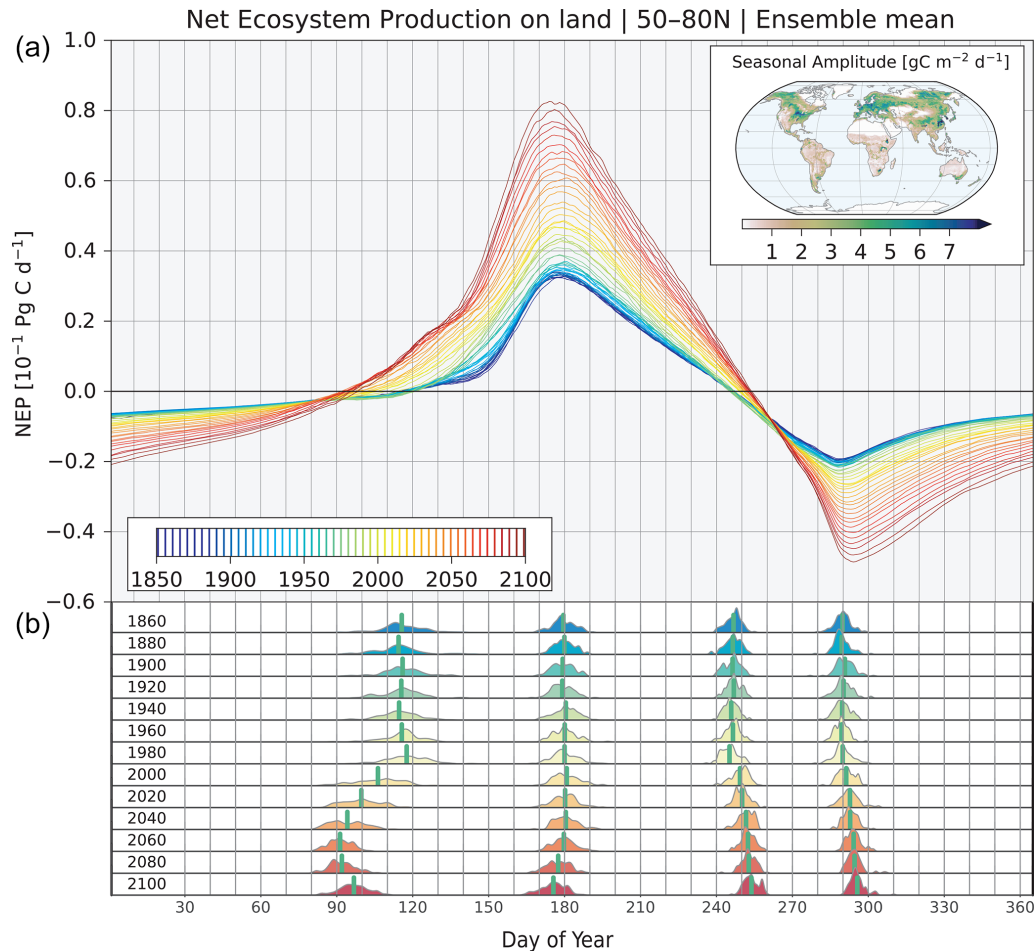 Net Ecosystem Production on land | 50–80N | Ensemble mean
(a)
1.0
0.8
0.6
0.4
0.2
0.0
−0.2
−0.4
−0.6
NEP [10⁻¹ Pg C d⁻¹]
Seasonal Amplitude [gC m⁻² d⁻¹]
1 2 3 4 5 6 7
1850 1900 1950 2000 2050 2100
(b)
1860
1880
1900
1920
1940
1960
1980
2000
2020
2040
2060
2080
2100
30 60 90 120 150 180 210 240 270 300 330 360
Day of Year